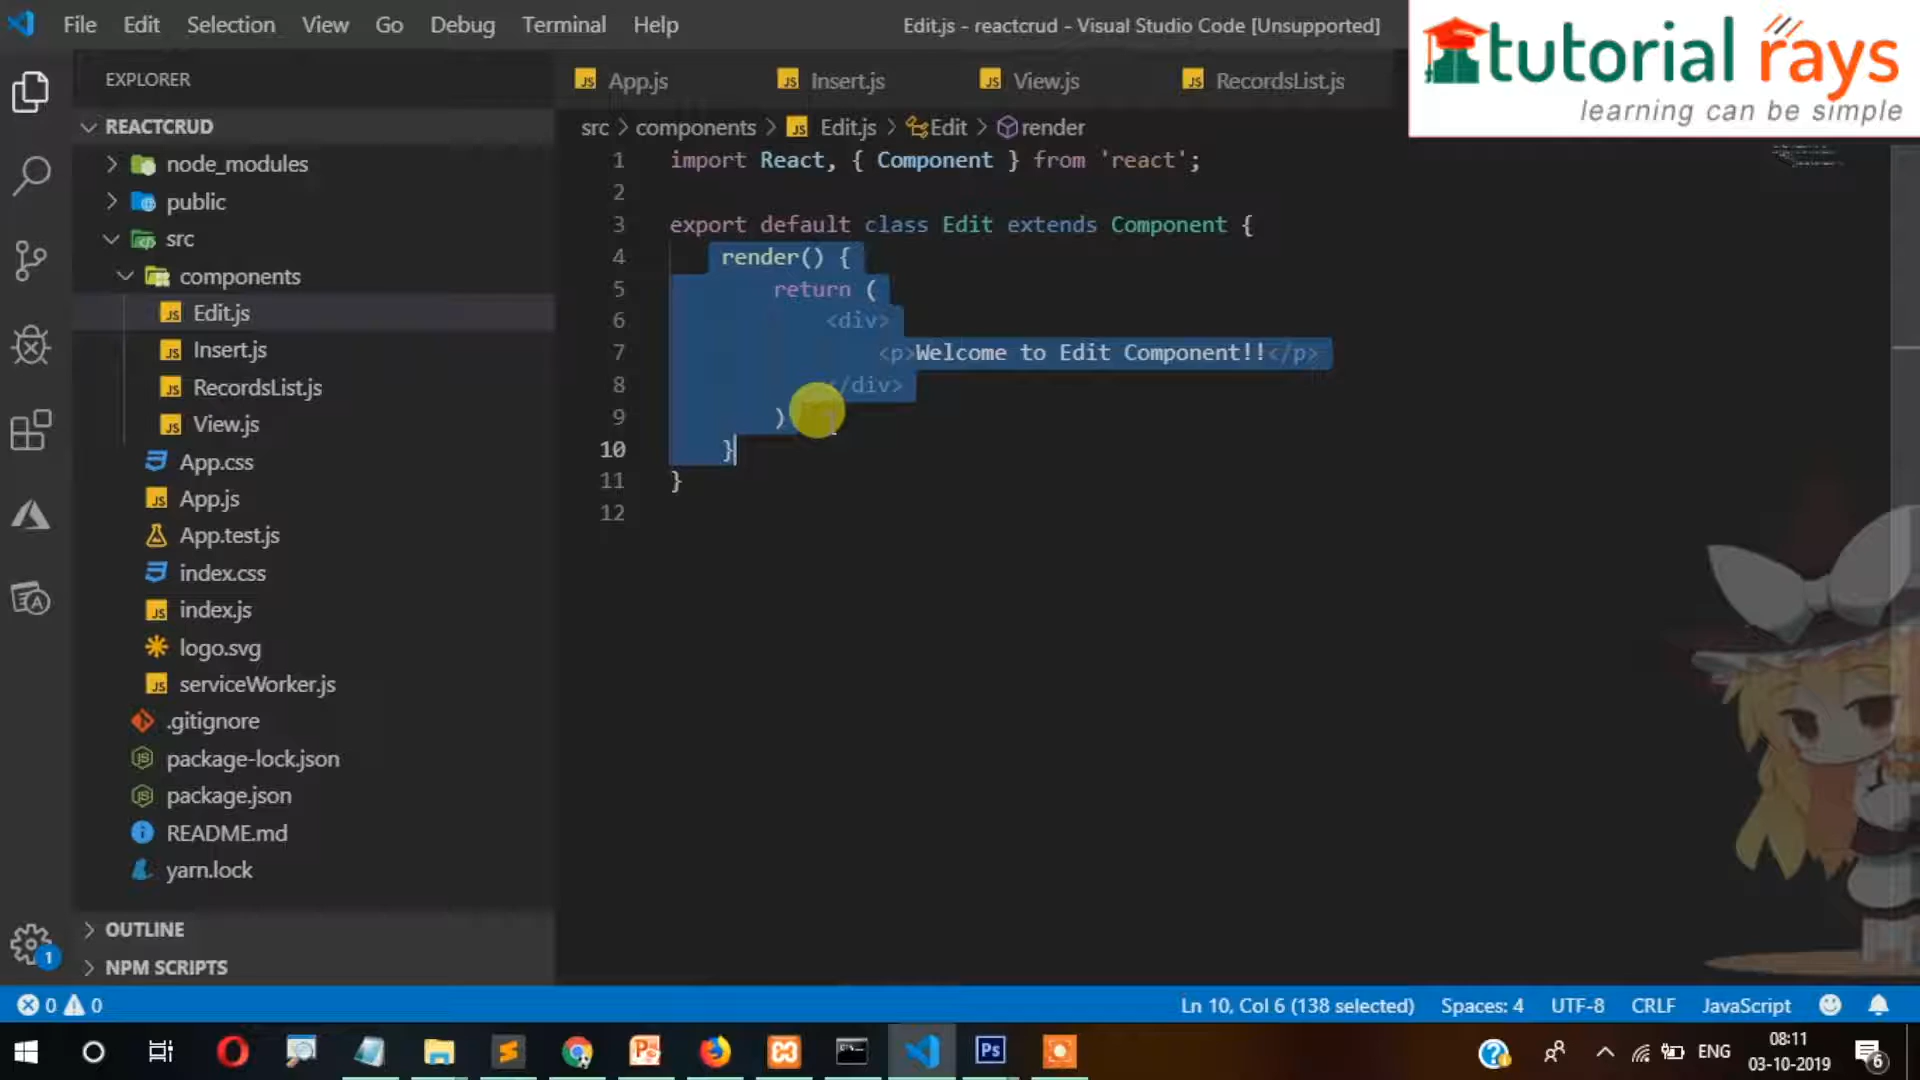 File Edit Selection View Go Debug Terminal Help
Edit.js - reactcrud - Visual Studio Code [Unsupported]
tutorial rays
learning can be simple
EXPLORER
App.js
Insert.js
View.js
RecordsList.js
REACTCRUD
src > components > Edit.js > Edit > render
node_modules
public
src
components
Edit.js
Insert.js
RecordsList.js
View.js
App.css
App.js
App.test.js
index.css
index.js
logo.svg
serviceWorker.js
.gitignore
package-lock.json
package.json
README.md
yarn.lock
OUTLINE
NPM SCRIPTS
1 import React, { Component } from 'react';
2
3 export default class Edit extends Component {
4 render() {
5 return (
6 <div>
7 <p>Welcome to Edit Component!!</p>
8 </div>
9 )
10 }
11 }
12
1
0 0
Ln 10, Col 6 (138 selected) Spaces: 4 UTF-8 CRLF JavaScript
ENG
08:11
03-10-2019
6